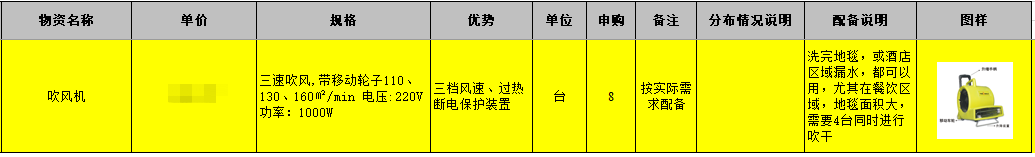 物资名称 单价 规格 优势 单位 申购 备注 分布情况说明 配备说明 图样
吹风机
三速吹风,带移动轮子110、
130、160㎡/min 电压:220V
功率：1000W
三档风速、过热
断电保护装置
台
8
按实际需
求配备
洗完地毯，或酒店
区域漏水，都可以
用，尤其在餐饮区
域，地毯面积大，
需要4台同时进行
吹干